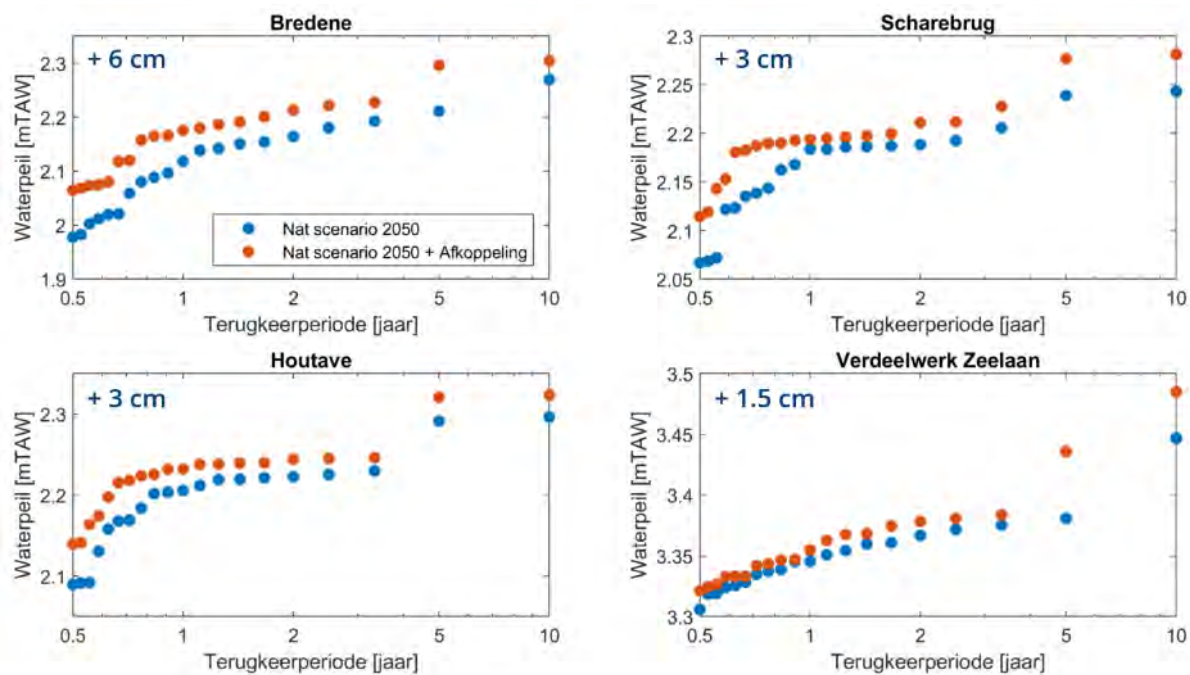 Bredene
+ 6 cm
Waterpeil [mTAW]
2.3
2.2
2.1
2
1.9
Nat scenario 2050
Nat scenario 2050 + Afkoppeling
0.5 1 2 5 10
Terugkeerperiode [jaar]
Scharebrug
+ 3 cm
Waterpeil [mTAW]
2.3
2.25
2.2
2.15
2.1
2.05
0.5 1 2 5 10
Terugkeerperiode [jaar]
Houtave
+ 3 cm
Waterpeil [mTAW]
2.3
2.2
2.1
0.5 1 2 5 10
Terugkeerperiode [jaar]
Verdeelwerk Zeelaan
+ 1.5 cm
Waterpeil [mTAW]
3.5
3.45
3.4
3.35
3.3
0.5 1 2 5 10
Terugkeerperiode [jaar]